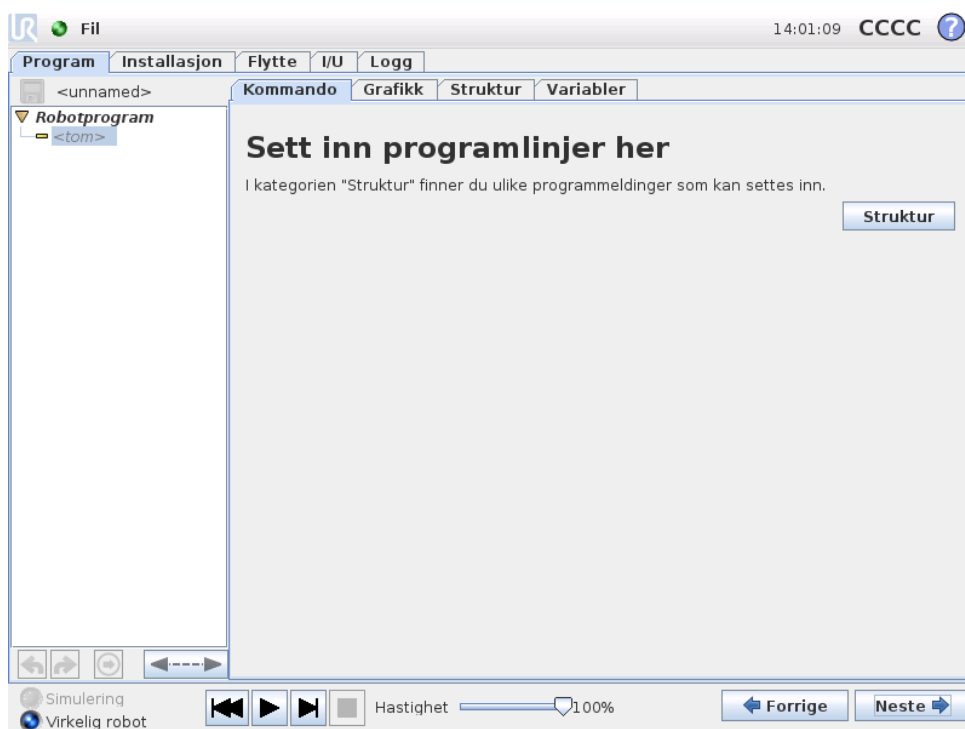 UR Fil 14:01:09 CCCC ?
Program Installasjon Flytte I/U Logg
<unnamed> Kommando Grafikk Struktur Variabler
Robotprogram
<tom>
Sett inn programlinjer her
I kategorien "Struktur" finner du ulike programmeldinger som kan settes inn.
Struktur
Simulering
Virkelig robot
Hastighet 100% Forrige Neste